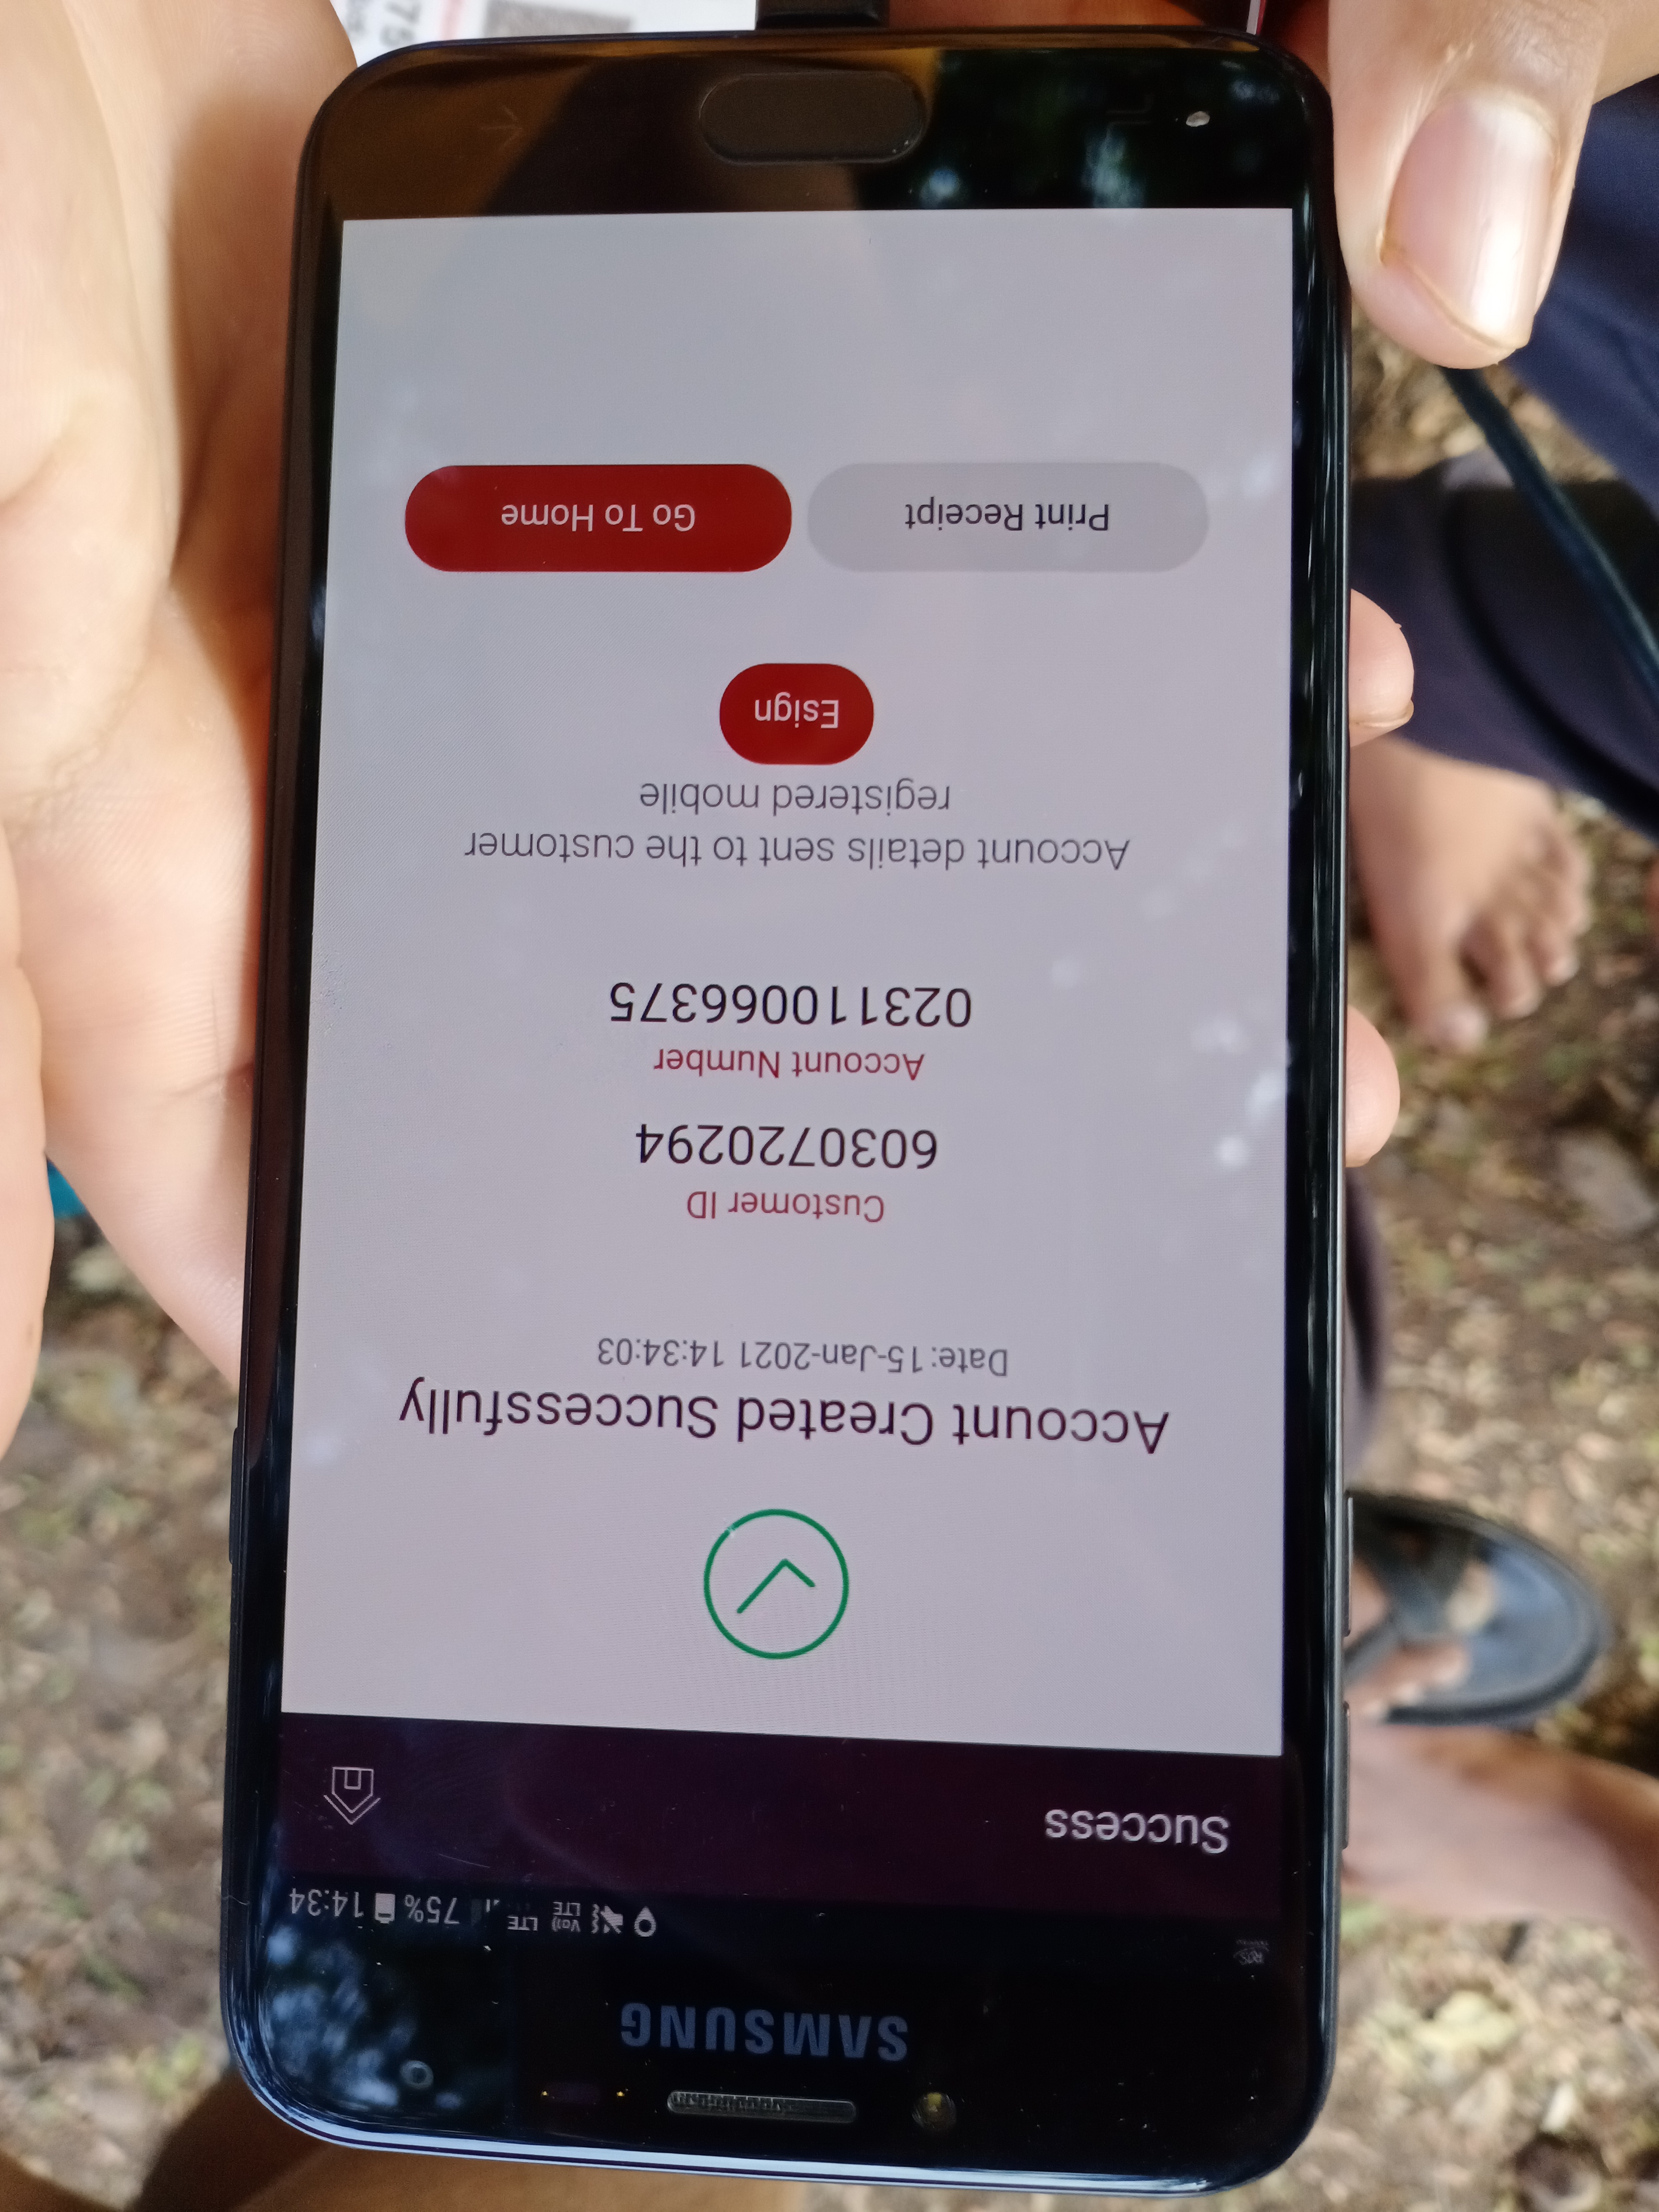 SAMSUNG
Vo)) LTE LTE 75% 14:34
Success
Account Created Successfully
Date: 15-Jan-2021 14:34:03
Customer ID
6030720294
Account Number
023110066375
Account details sent to the customer
registered mobile
Esign
Print Receipt Go To Home
75